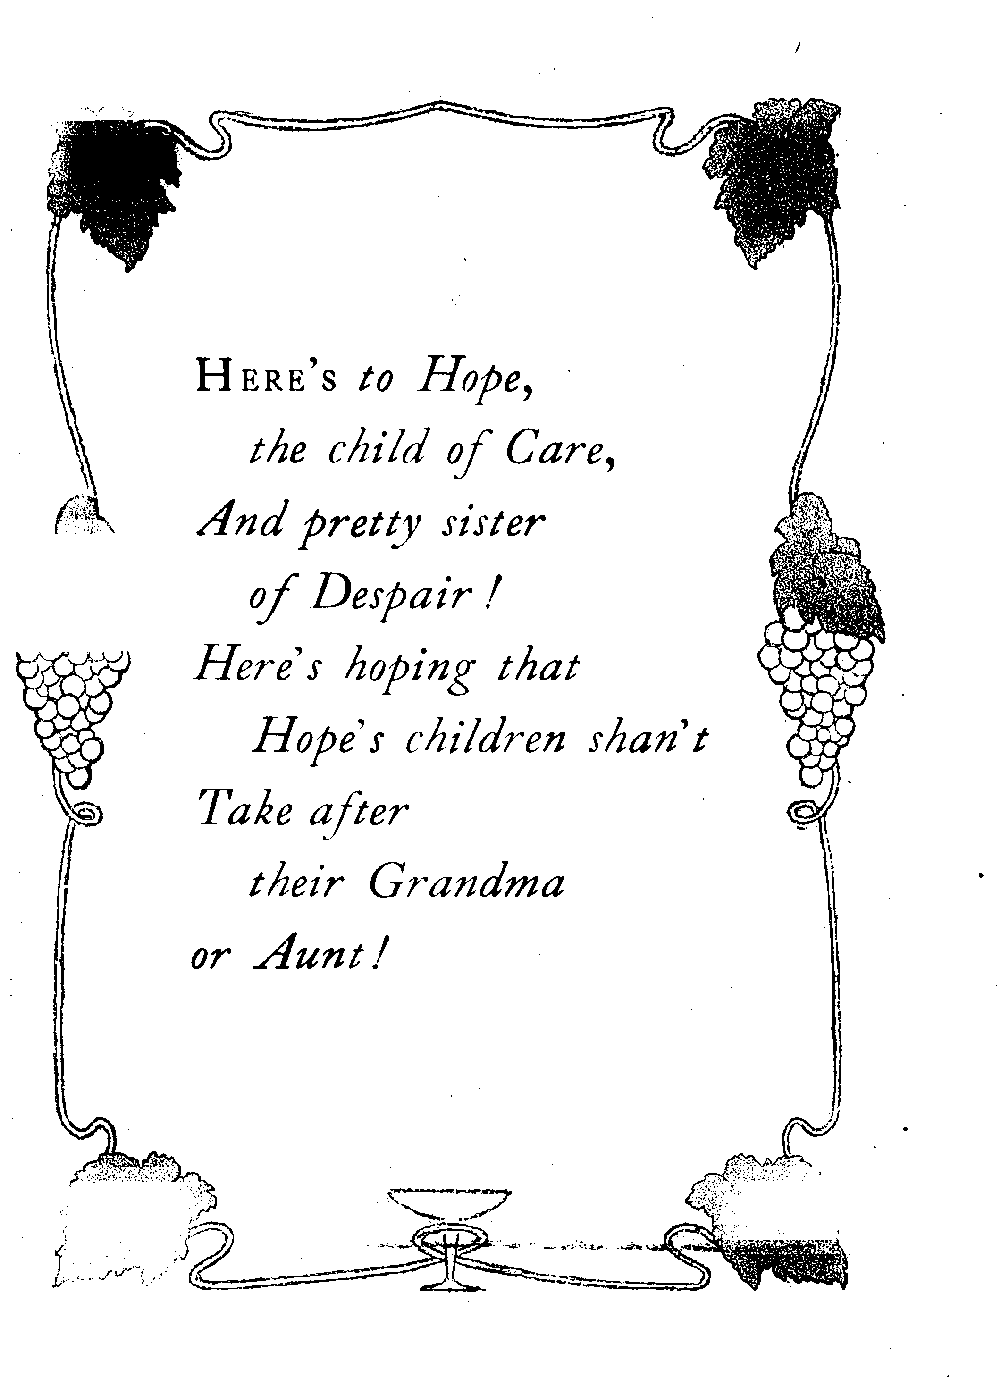 HERE'S to Hope,
the child of Care,
And pretty sister
of Despair!
Here's hoping that
Hope's children shan't
Take after
their Grandma
or Aunt!